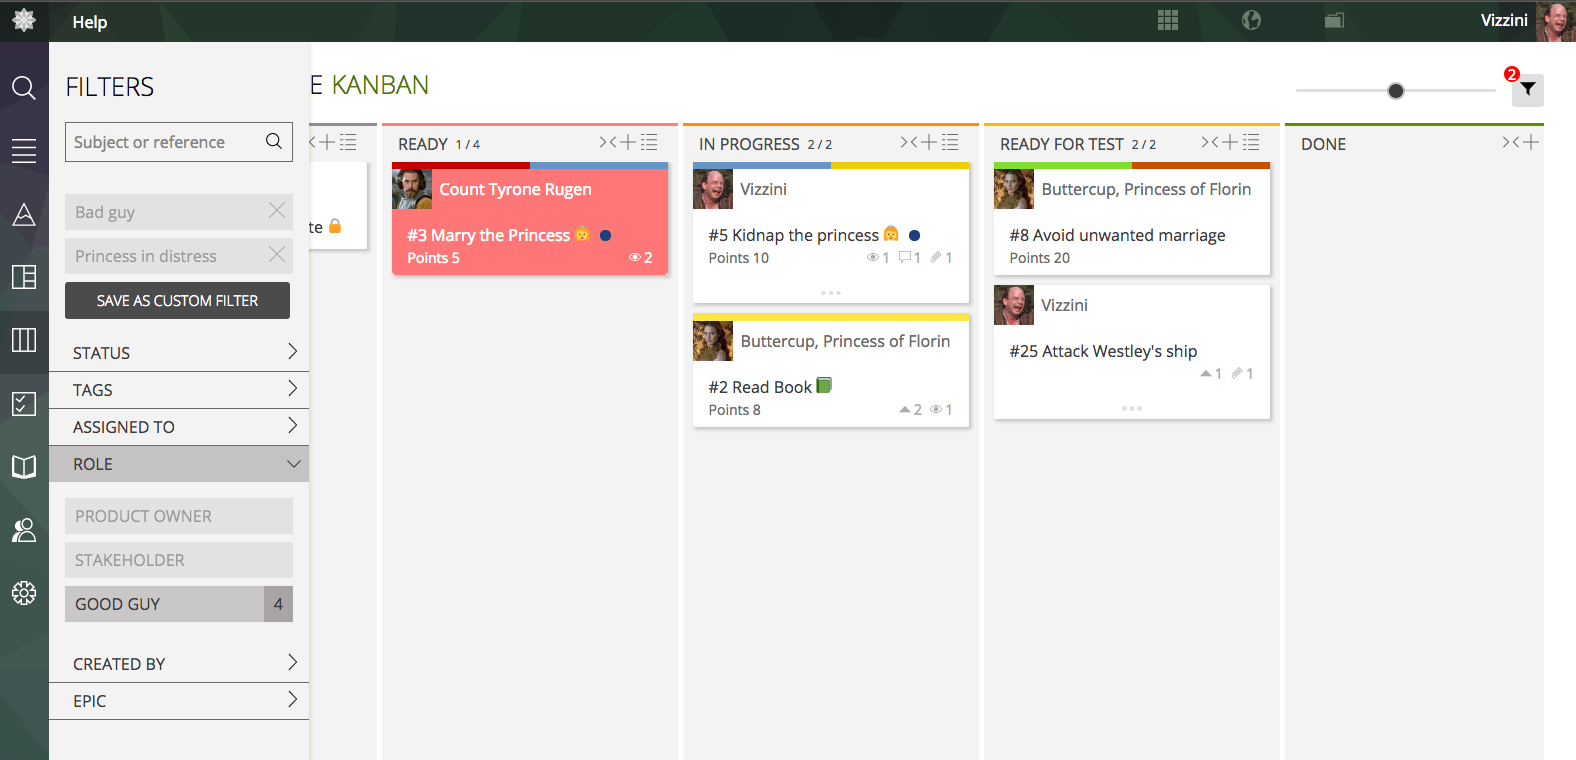 Help
Vizzini
FILTERS
E KANBAN
2
Subject or reference
Bad guy
Princess in distress
SAVE AS CUSTOM FILTER
STATUS
TAGS
ASSIGNED TO
ROLE
PRODUCT OWNER
STAKEHOLDER
GOOD GUY 4
CREATED BY
EPIC
te
READY 1 / 4
Count Tyrone Rugen
#3 Marry the Princess
Points 5 2
IN PROGRESS 2 / 2
Vizzini
#5 Kidnap the princess
Points 10 1 1 1
Buttercup, Princess of Florin
#2 Read Book
Points 8 2 1
READY FOR TEST 2 / 2
Buttercup, Princess of Florin
#8 Avoid unwanted marriage
Points 20
Vizzini
#25 Attack Westley's ship
1 1
DONE